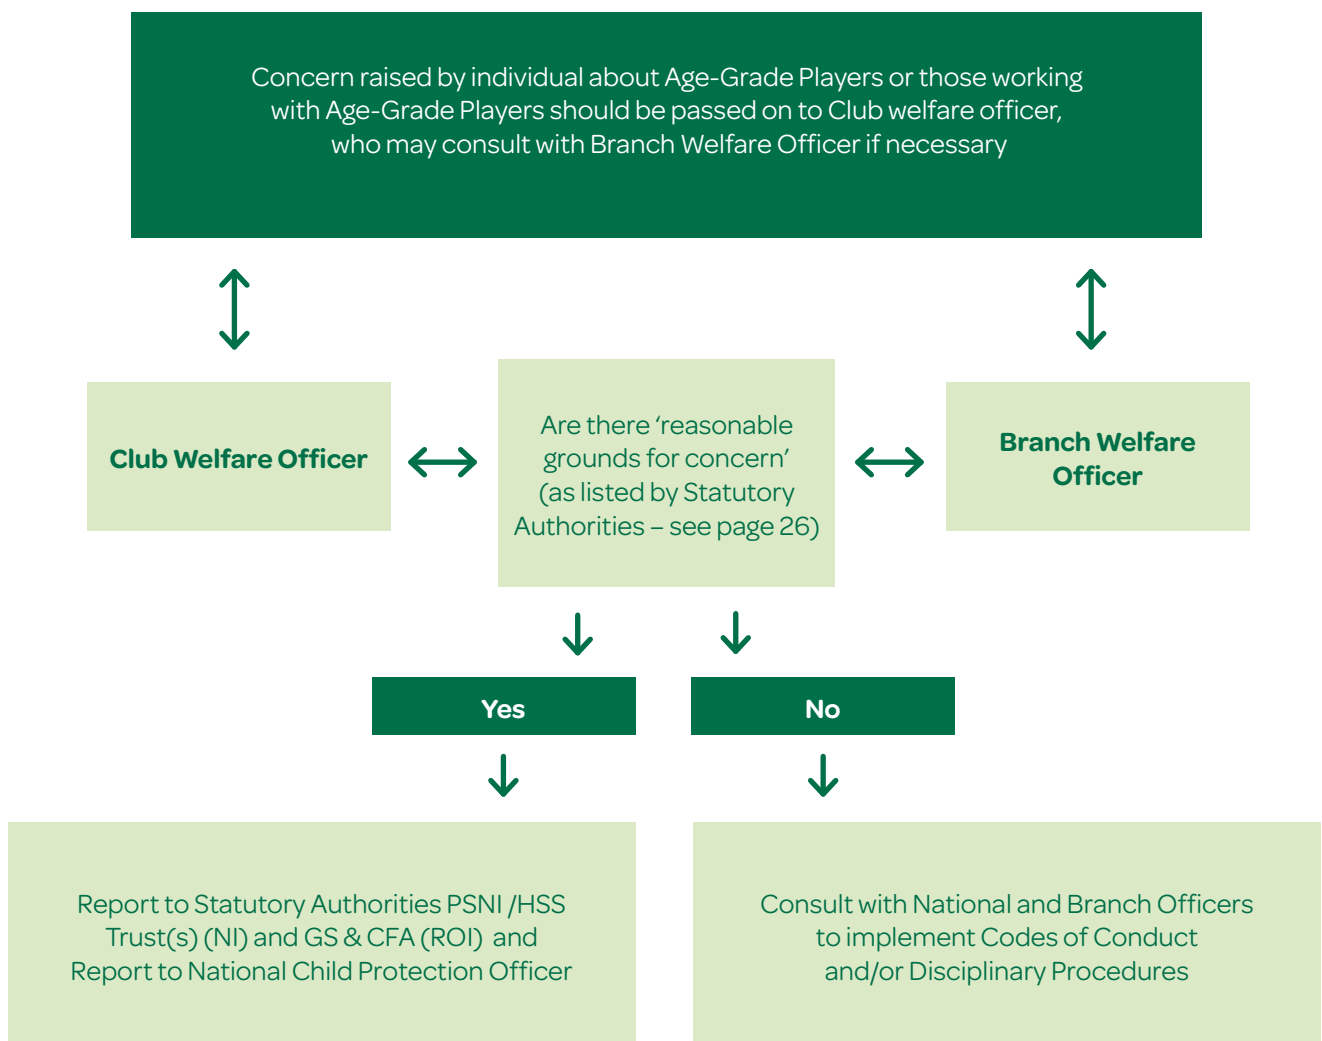 Concern raised by individual about Age-Grade Players or those working
with Age-Grade Players should be passed on to Club welfare officer,
who may consult with Branch Welfare Officer if necessary
Club Welfare Officer
Are there ‘reasonable
grounds for concern’
(as listed by Statutory
Authorities – see page 26)
Branch Welfare
Officer
Yes
No
Report to Statutory Authorities PSNI /HSS
Trust(s) (NI) and GS & CFA (ROI) and
Report to National Child Protection Officer
Consult with National and Branch Officers
to implement Codes of Conduct
and/or Disciplinary Procedures